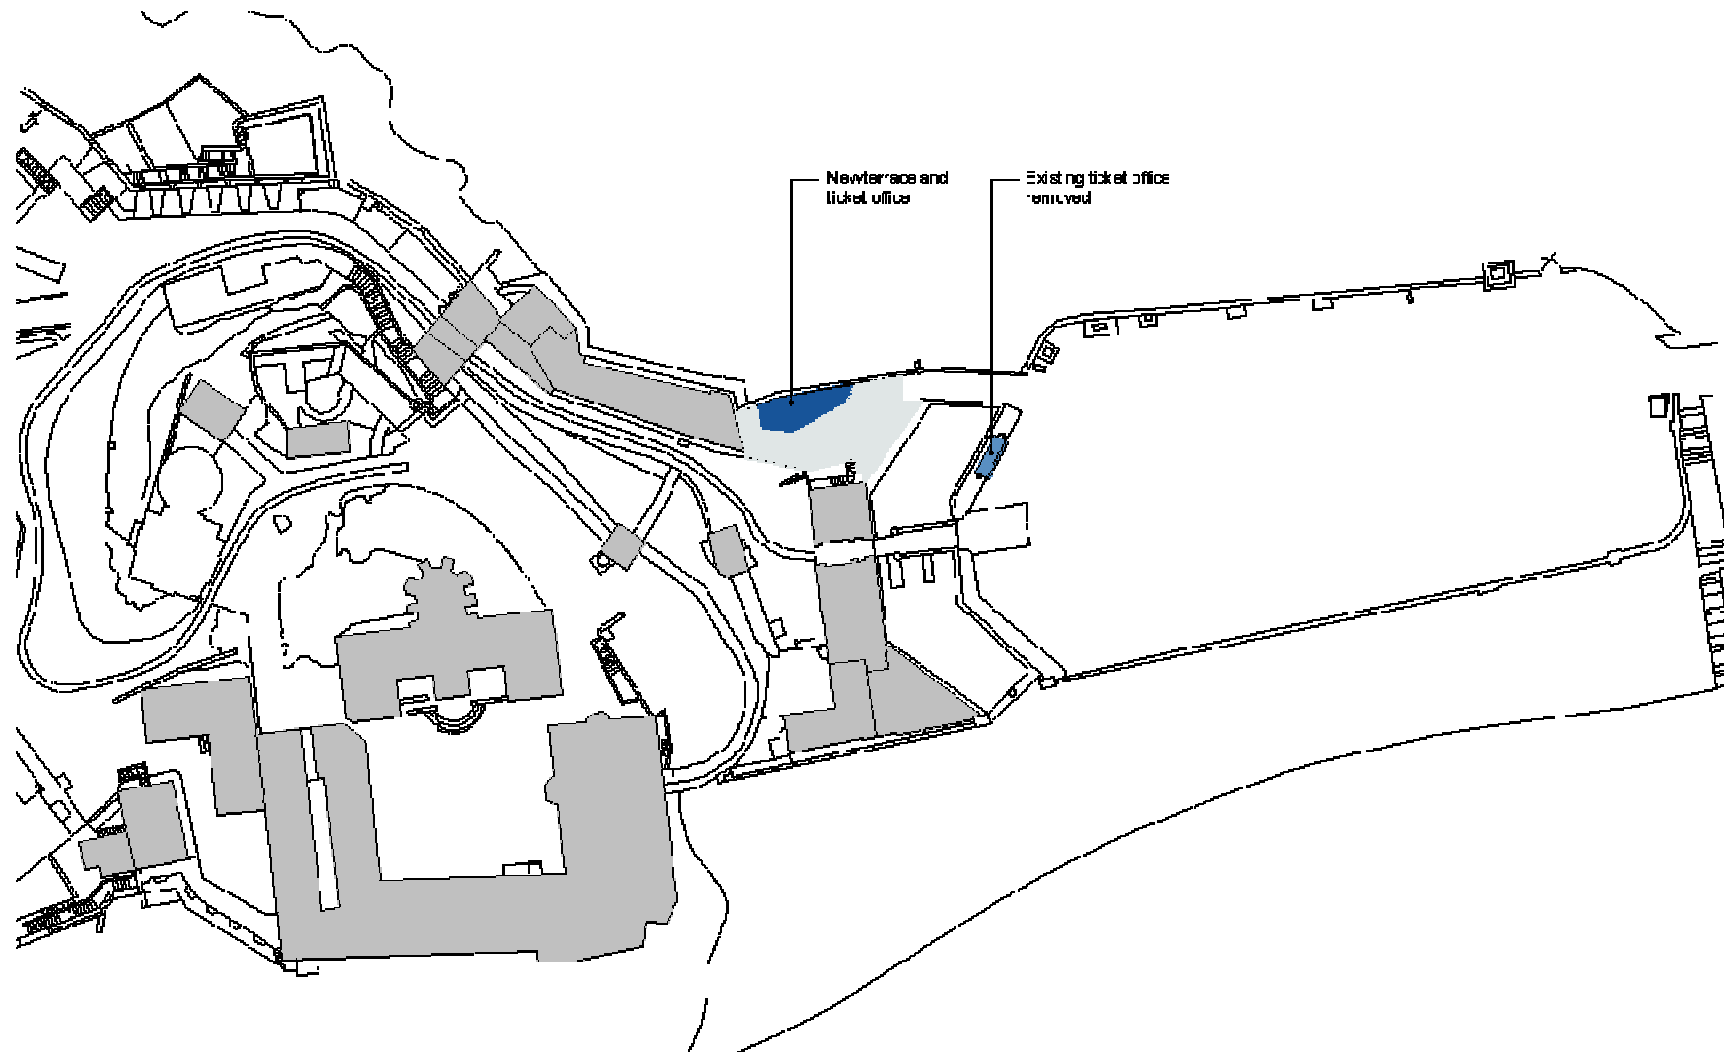 New terrace and
ticket office
Existing ticket office
removed